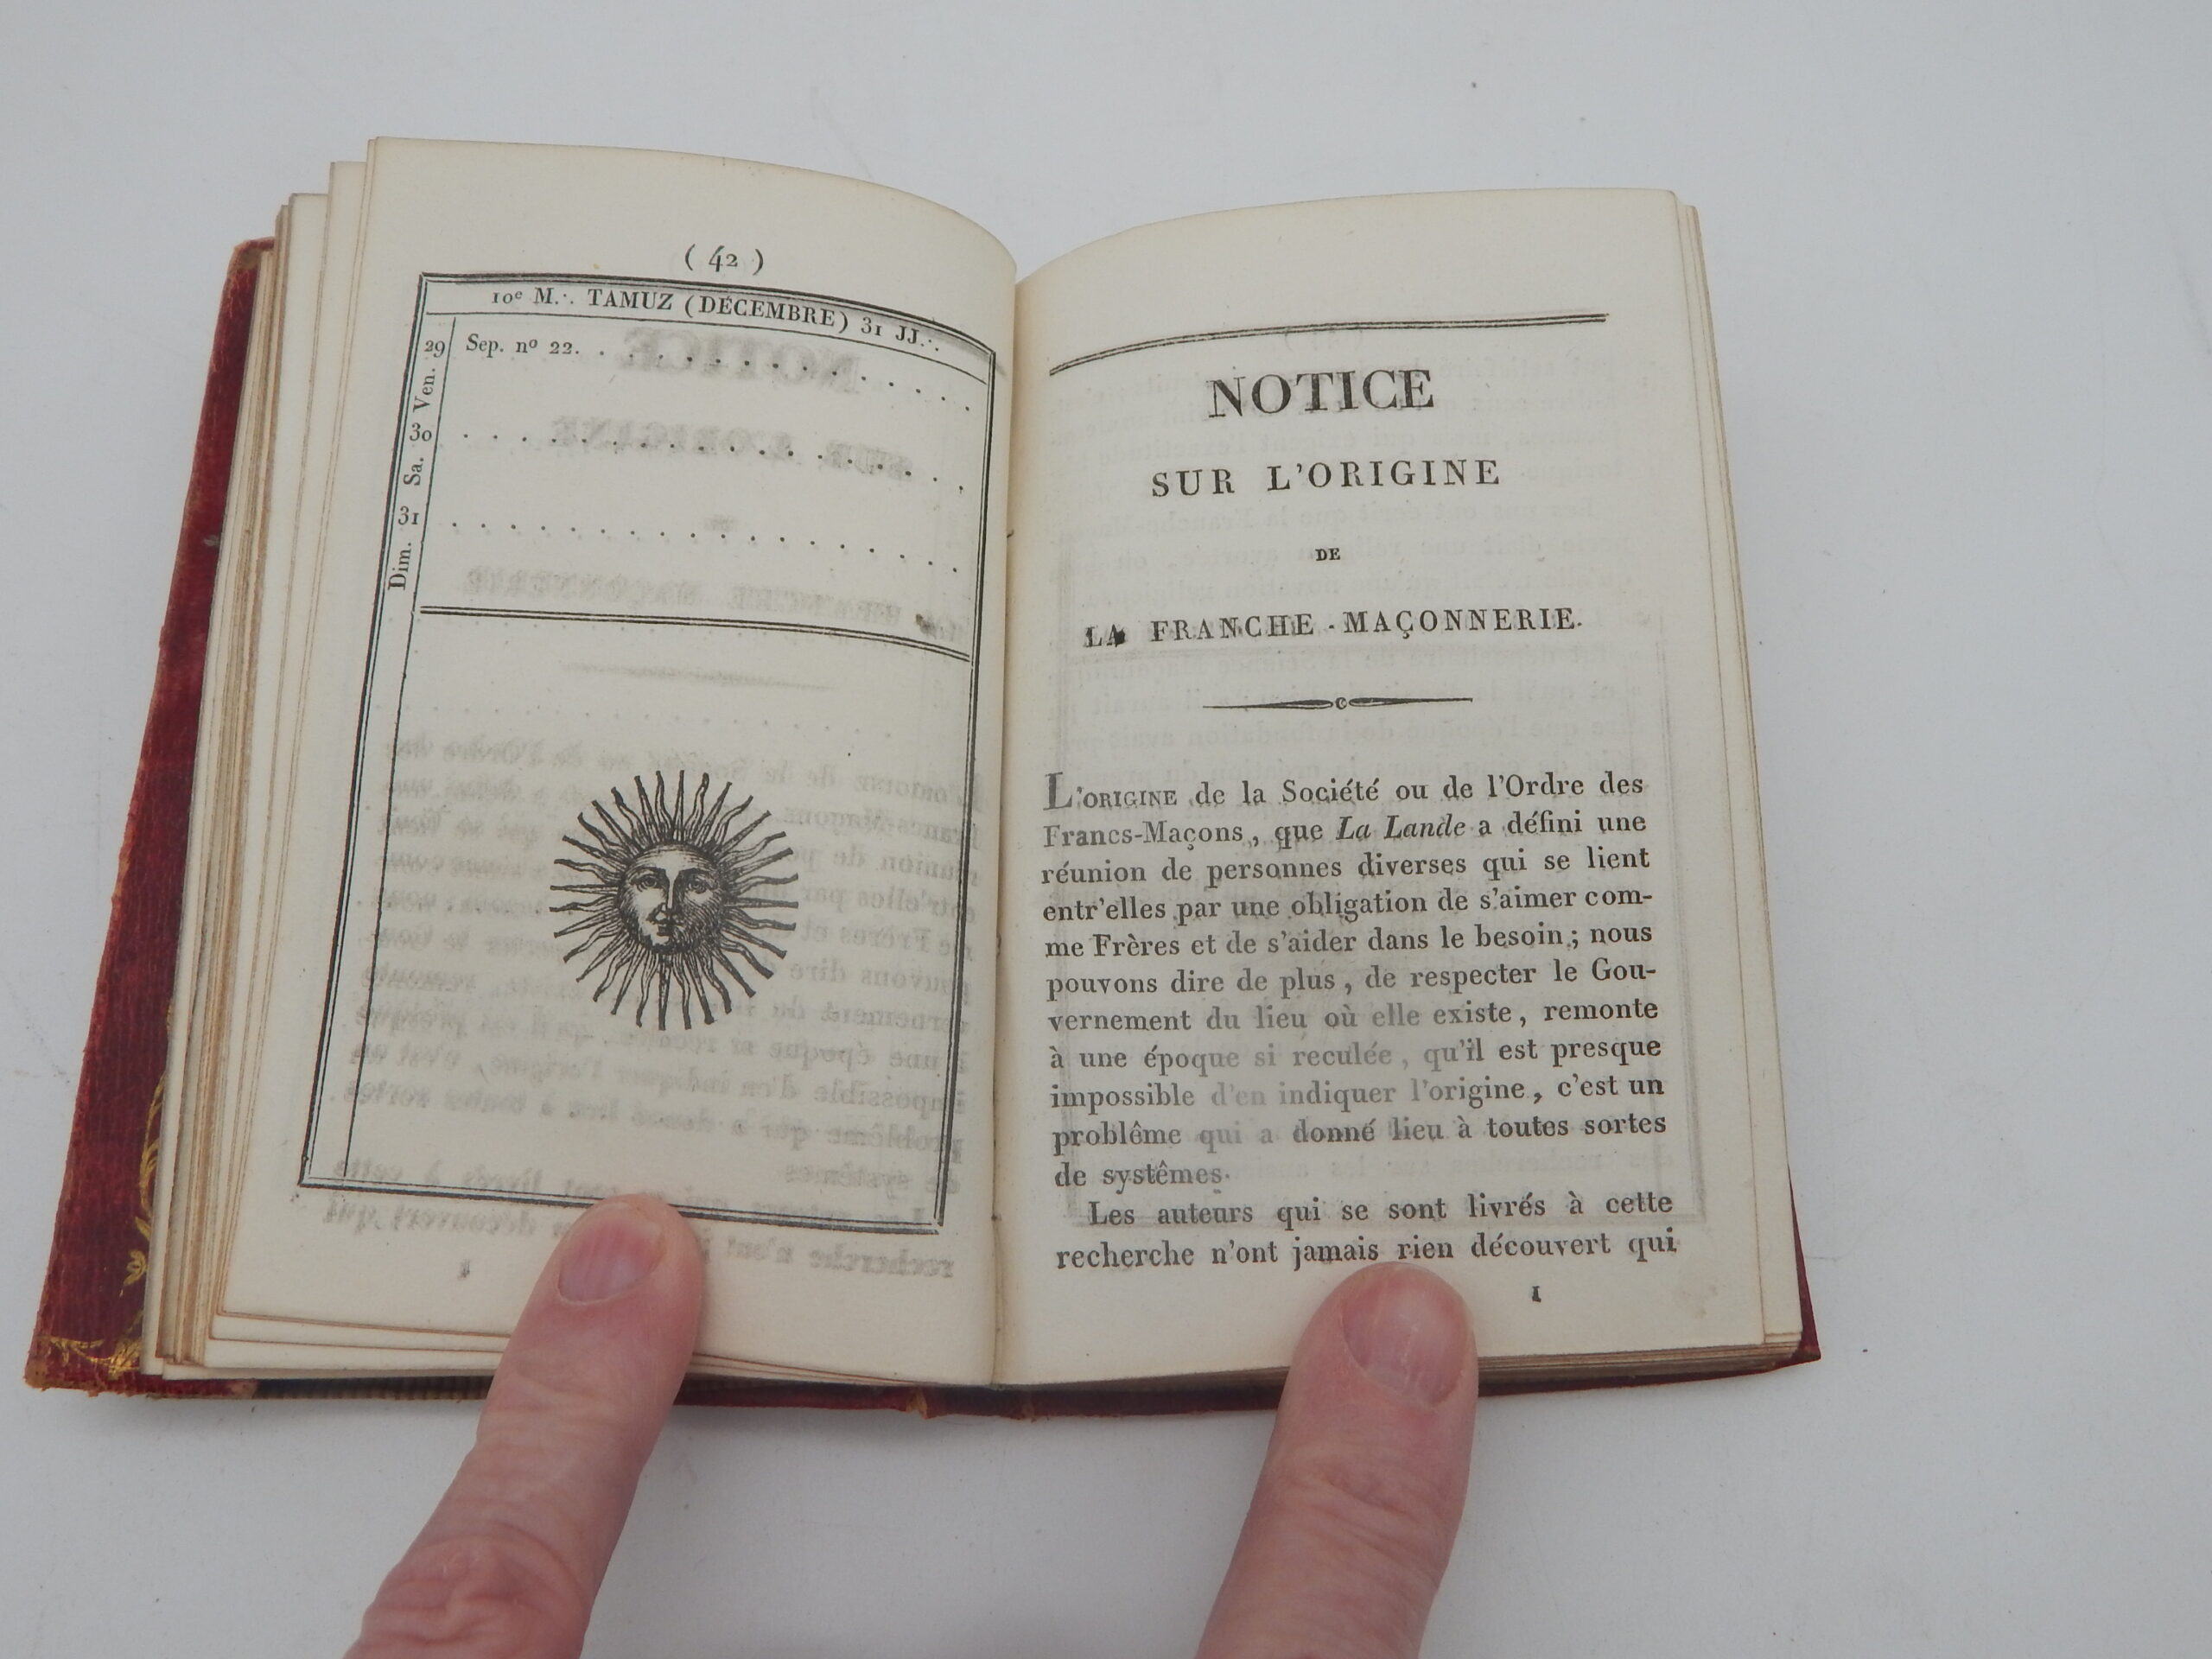 ( 42 )
10e M.·. TAMUZ (DÉCEMBRE) 31 JJ.·.
29 Ven. Sep. nº 22. . . . . . . . . . . . . . .
30 Sa. . . . . . . . . . . . . . . . . . .
31 Dim. . . . . . . . . . . . . . . . . . .
NOTICE
SUR L'ORIGINE
DE
LA FRANCHE-MAÇONNERIE.
L'ORIGINE de la Société ou de l'Ordre des
Francs-Maçons, que La Lande a défini une
réunion de personnes diverses qui se lient
entr'elles par une obligation de s'aimer com-
me Frères et de s'aider dans le besoin; nous
pouvons dire de plus, de respecter le Gou-
vernement du lieu où elle existe, remonte
à une époque si reculée, qu'il est presque
impossible d'en indiquer l'origine, c'est un
problême qui a donné lieu à toutes sortes
de systêmes.
Les auteurs qui se sont livrés à cette
recherche n'ont jamais rien découvert qui
1